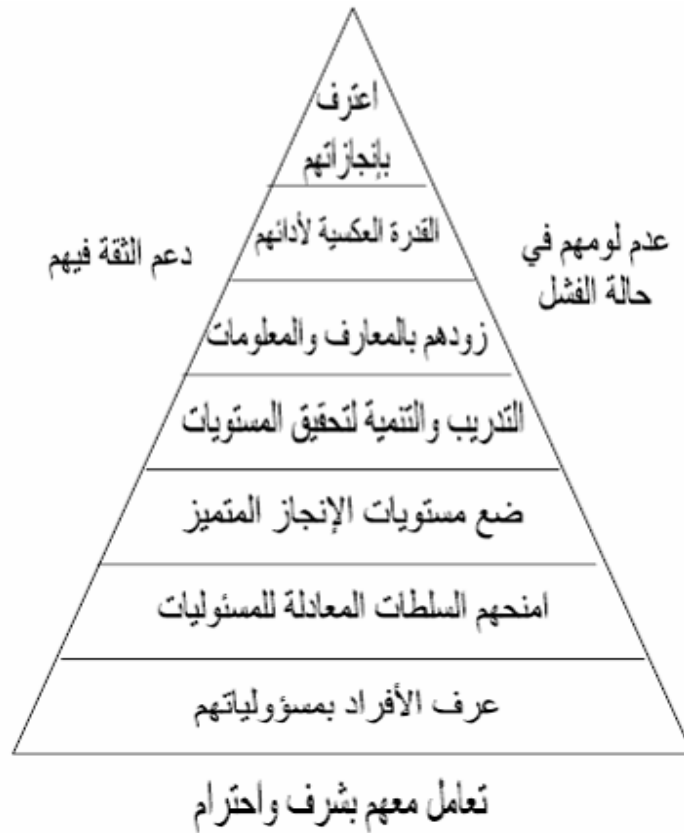 اعترف
بإنجازاتهم
القدرة العكسية لأدائهم
عدم لومهم في
حالة الفشل
دعم الثقة فيهم
زودهم بالمعارف والمعلومات
التدريب والتنمية لتحقيق المستويات
ضع مستويات الإنجاز المتميز
امنحهم السلطات المعادلة للمسئوليات
عرف الأفراد بمسؤولياتهم
تعامل معهم بشرف واحترام